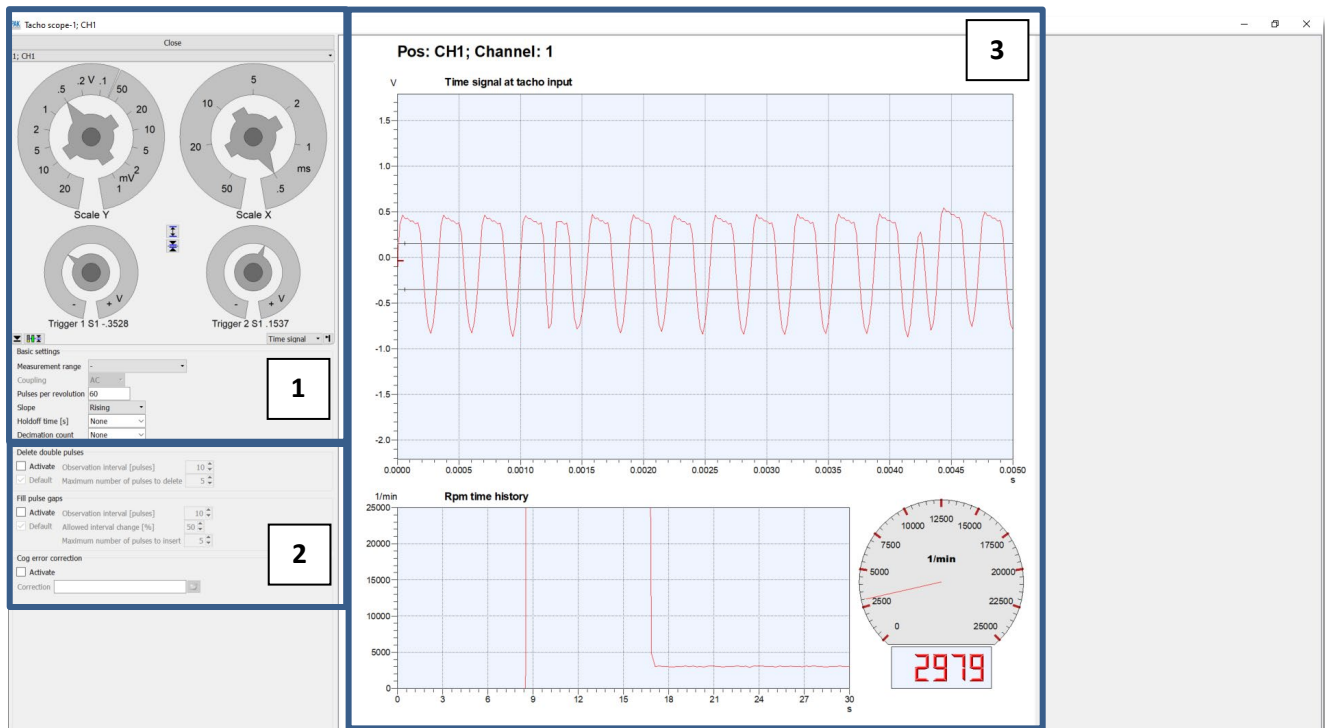 PAK Tacho scope-1; CH1
Close
1; CH1
.2 V .1
.5 50
1 20
2 10
5 5
10 2
20 mV 1
Scale Y
5
10 2
20 1
ms
50 .5
Scale X
- + V
Trigger 1 S1 -.3528
- + V
Trigger 2 S1 .1537
Time signal
Basic settings
Measurement range -
Coupling AC
Pulses per revolution 60
Slope Rising
Holdoff time [s] None
Decimation count None
1
Delete double pulses
Activate Observation interval [pulses] 10
Default Maximum number of pulses to delete 5
Fill pulse gaps
Activate Observation interval [pulses] 10
Default Allowed interval change [%] 50
Maximum number of pulses to insert 5
Cog error correction
Activate
Correction
2
Pos: CH1; Channel: 1
3
V Time signal at tacho input
1.5
1.0
0.5
0.0
-0.5
-1.0
-1.5
-2.0
0.0000 0.0005 0.0010 0.0015 0.0020 0.0025 0.0030 0.0035 0.0040 0.0045 0.0050
s
1/min Rpm time history
25000
20000
15000
10000
5000
0
0 3 6 9 12 15 18 21 24 27 30
s
12500
10000 15000
7500 17500
1/min
5000 20000
2500 22500
0 25000
2979